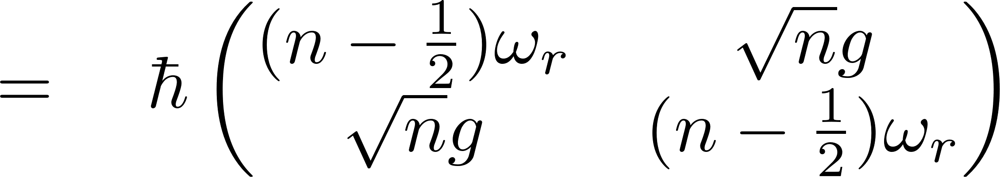 = ħ ( (n − 1/2)ω_r √n g
√n g (n − 1/2)ω_r )